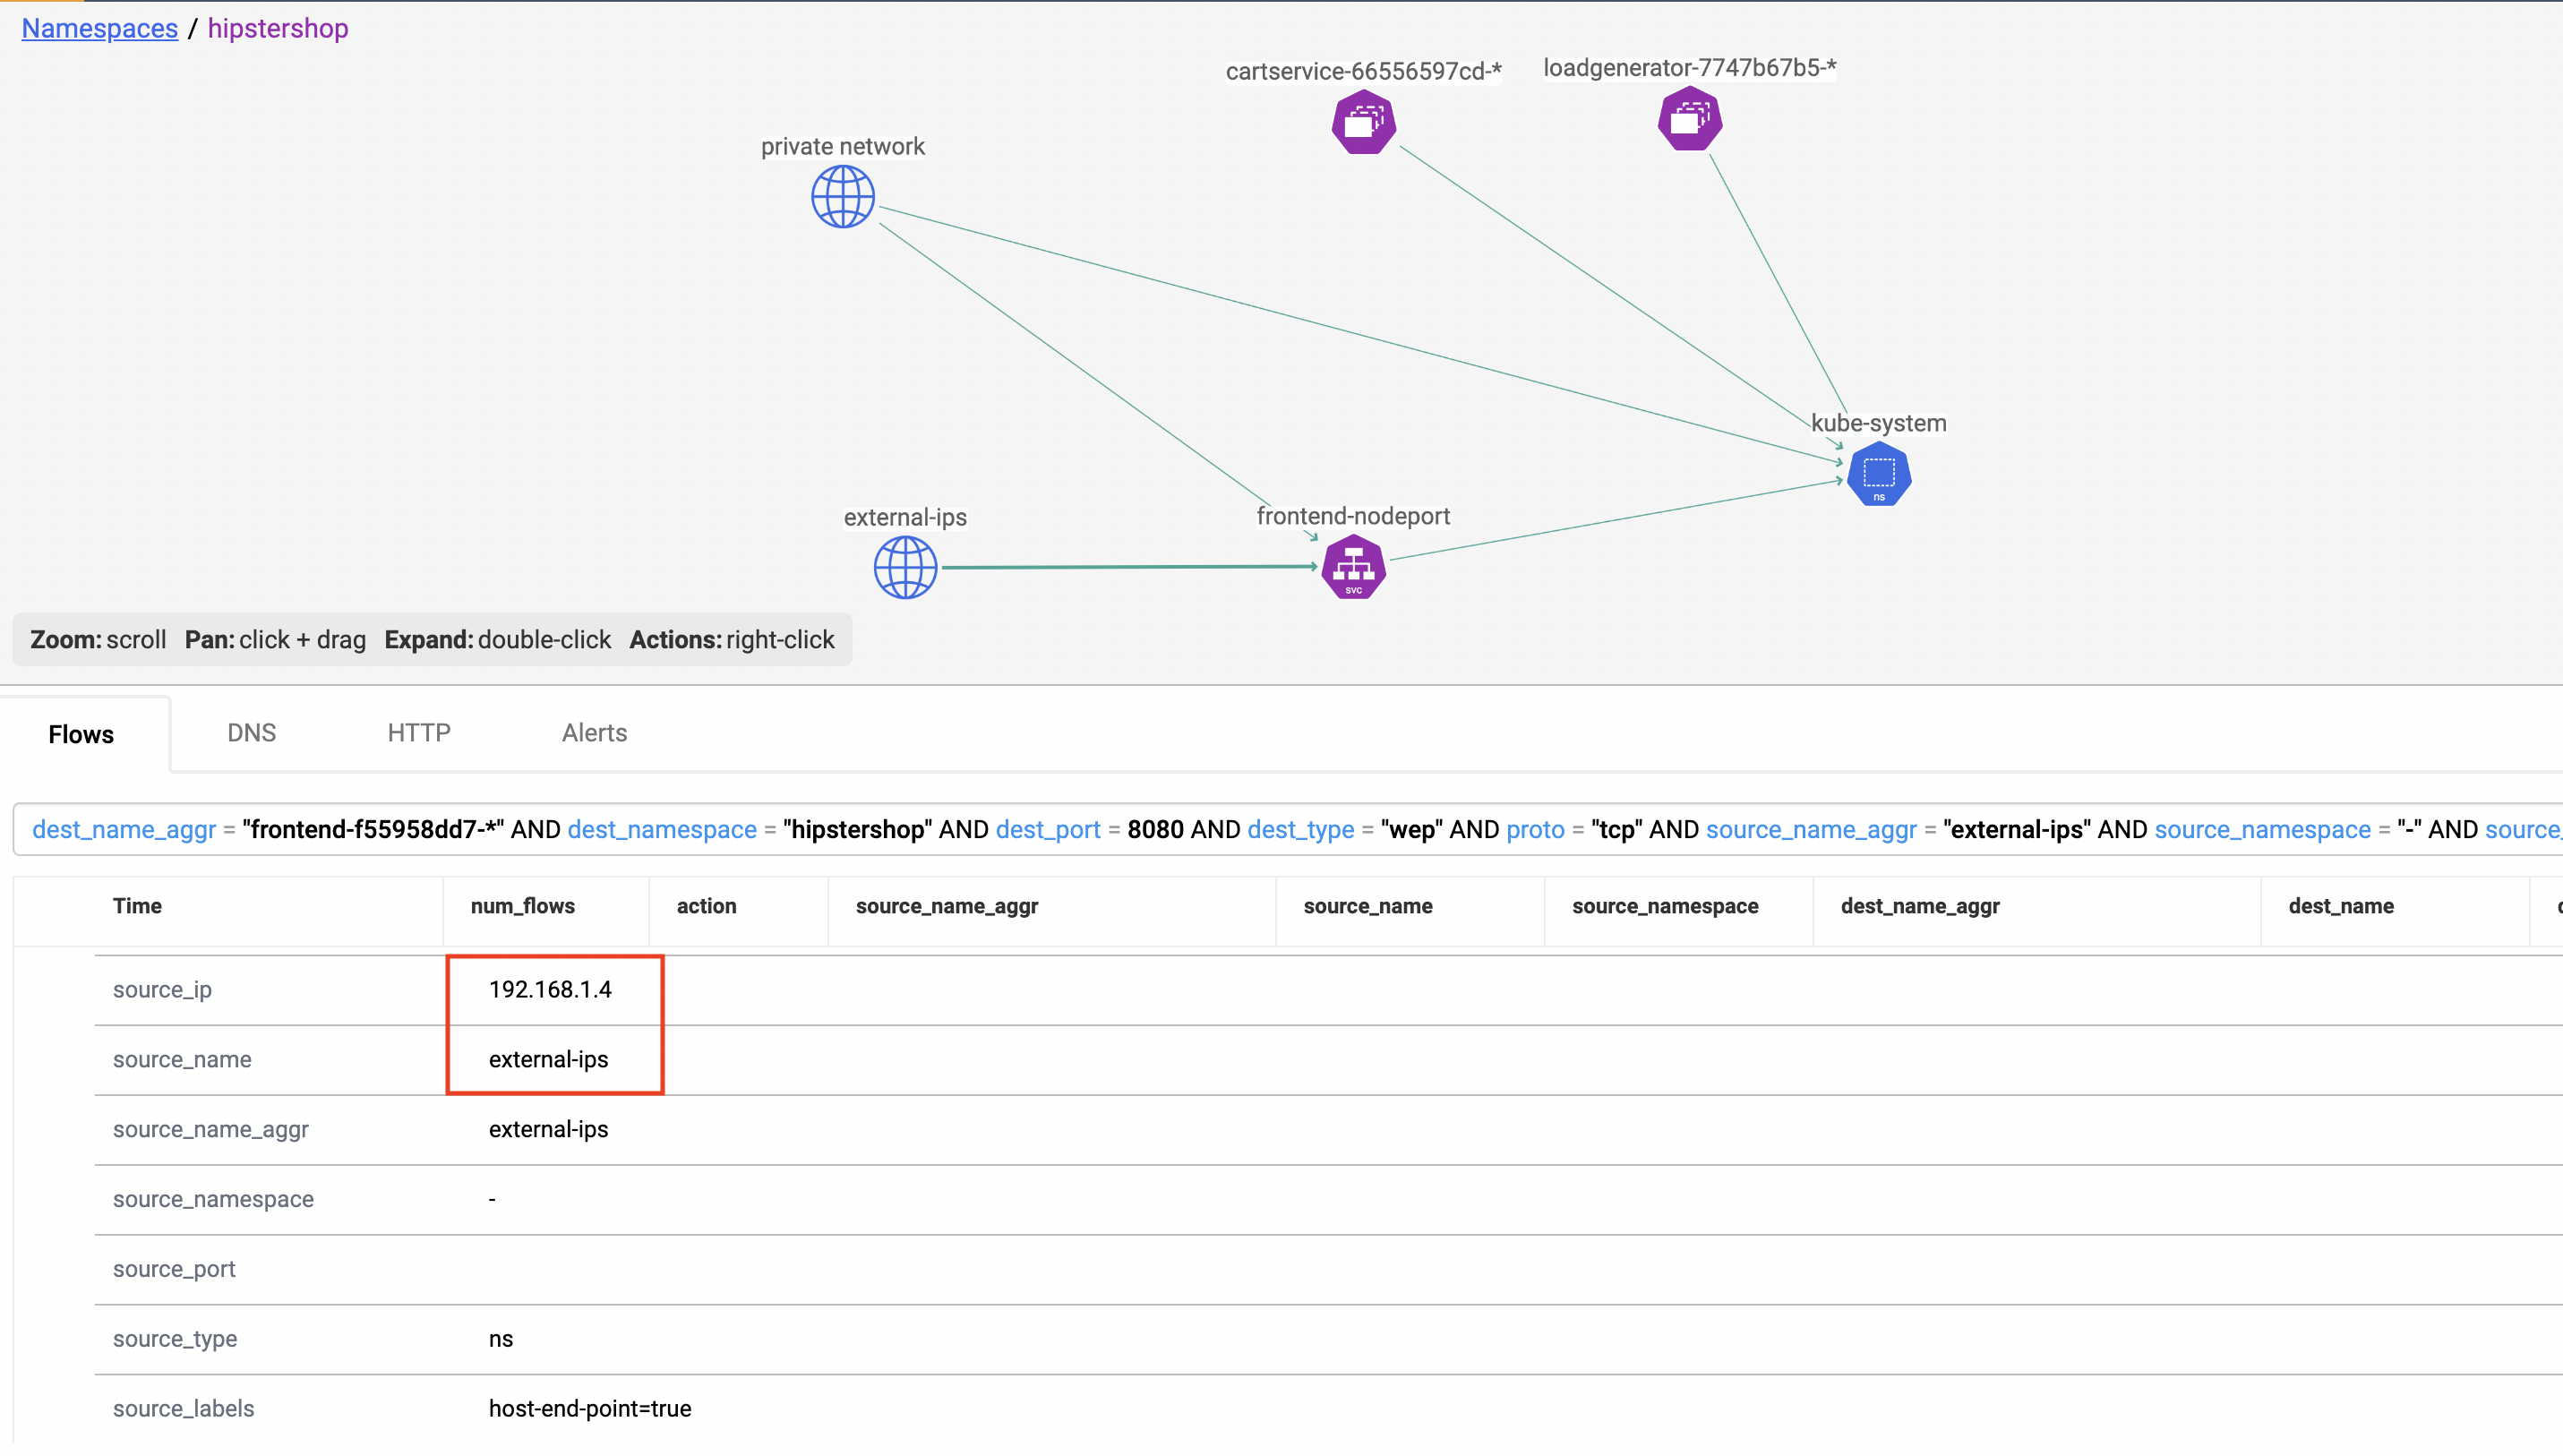 Namespaces / hipstershop
cartservice-66556597cd-*
loadgenerator-7747b67b5-*
private network
kube-system
ns
external-ips
frontend-nodeport
svc
Zoom: scroll Pan: click + drag Expand: double-click Actions: right-click
Flows DNS HTTP Alerts
dest_name_aggr = "frontend-f55958dd7-*" AND dest_namespace = "hipstershop" AND dest_port = 8080 AND dest_type = "wep" AND proto = "tcp" AND source_name_aggr = "external-ips" AND source_namespace = "-" AND source_
Time num_flows action source_name_aggr source_name source_namespace dest_name_aggr dest_name
source_ip 192.168.1.4
source_name external-ips
source_name_aggr external-ips
source_namespace -
source_port
source_type ns
source_labels host-end-point=true